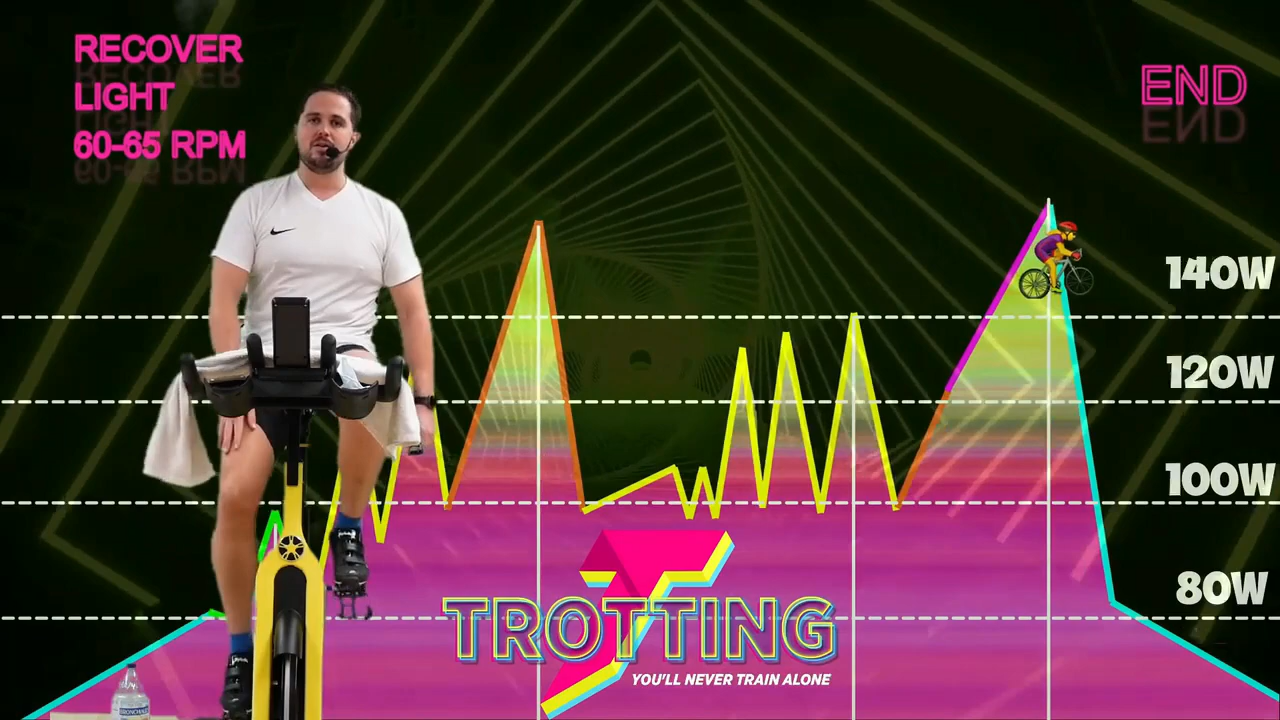 RECOVER
LIGHT
60-65 RPM
END
140W
120W
100W
80W
TROTTING
YOU'LL NEVER TRAIN ALONE